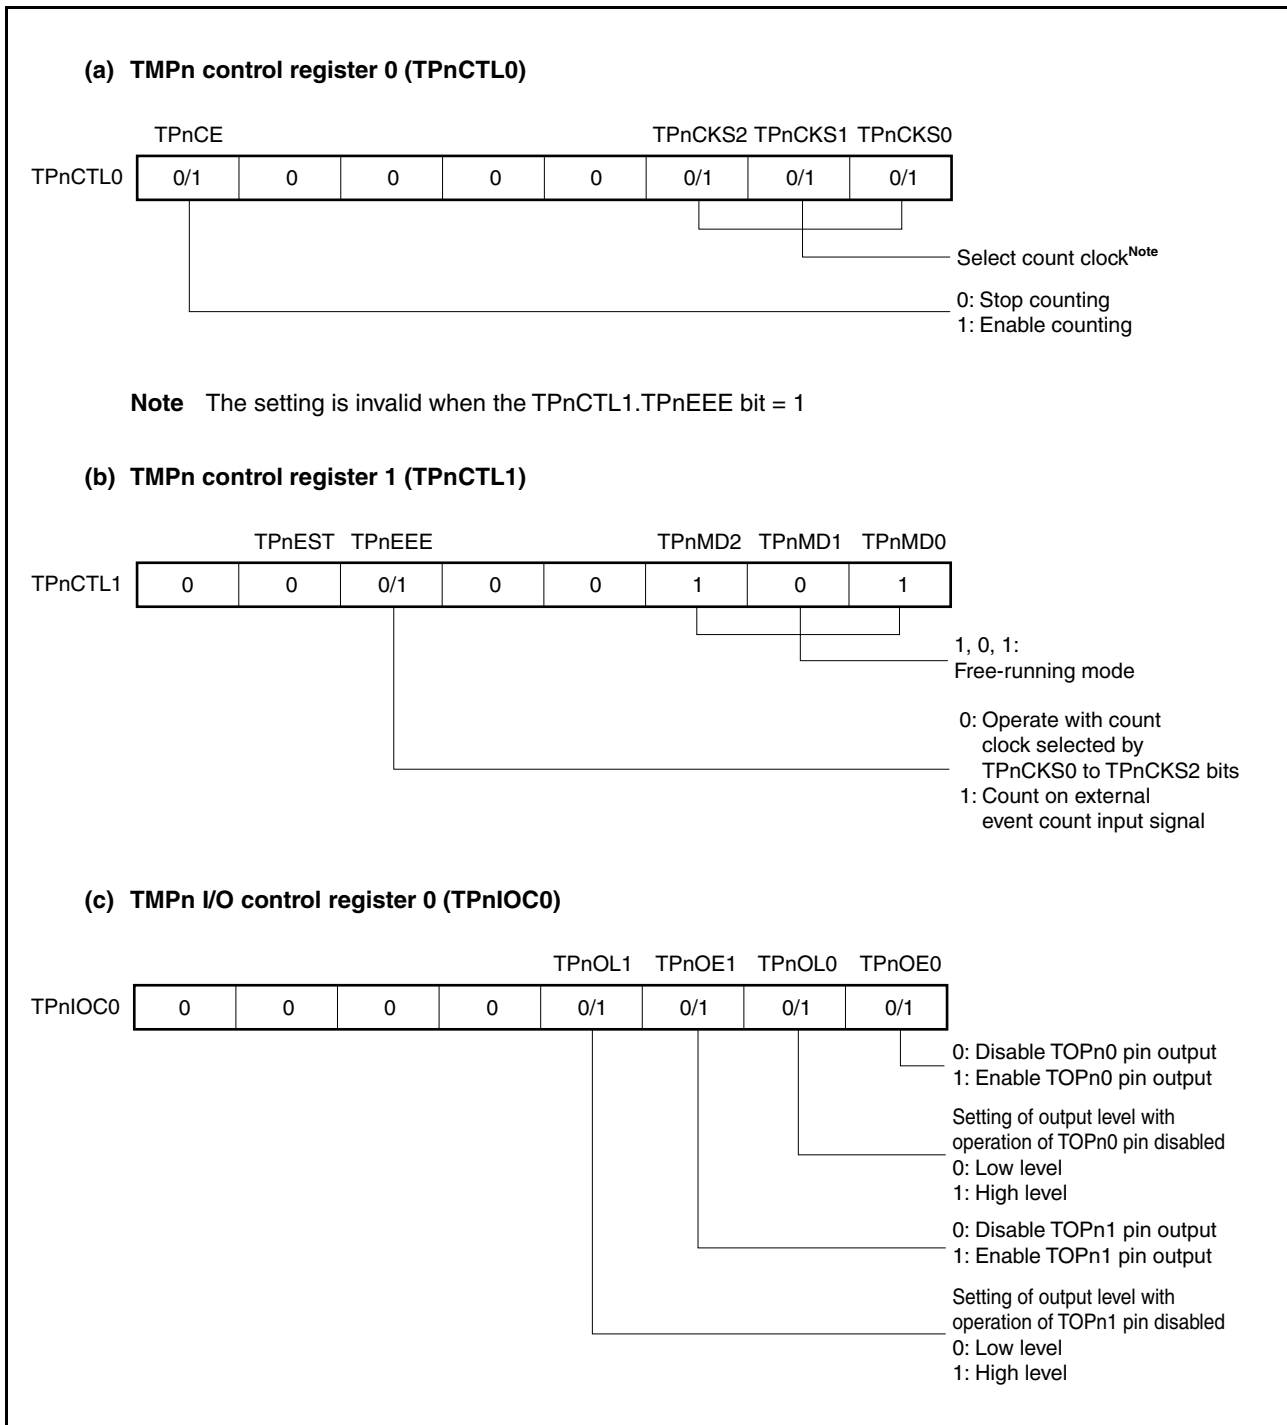 (a) TMPn control register 0 (TPnCTL0)
TPnCE TPnCKS2 TPnCKS1 TPnCKS0
TPnCTL0 0/1 0 0 0 0 0/1 0/1 0/1
Select count clockNote
0: Stop counting
1: Enable counting
Note The setting is invalid when the TPnCTL1.TPnEEE bit = 1
(b) TMPn control register 1 (TPnCTL1)
TPnEST TPnEEE TPnMD2 TPnMD1 TPnMD0
TPnCTL1 0 0 0/1 0 0 1 0 1
1, 0, 1:
Free-running mode
0: Operate with count
clock selected by
TPnCKS0 to TPnCKS2 bits
1: Count on external
event count input signal
(c) TMPn I/O control register 0 (TPnIOC0)
TPnOL1 TPnOE1 TPnOL0 TPnOE0
TPnIOC0 0 0 0 0 0/1 0/1 0/1 0/1
0: Disable TOPn0 pin output
1: Enable TOPn0 pin output
Setting of output level with
operation of TOPn0 pin disabled
0: Low level
1: High level
0: Disable TOPn1 pin output
1: Enable TOPn1 pin output
Setting of output level with
operation of TOPn1 pin disabled
0: Low level
1: High level